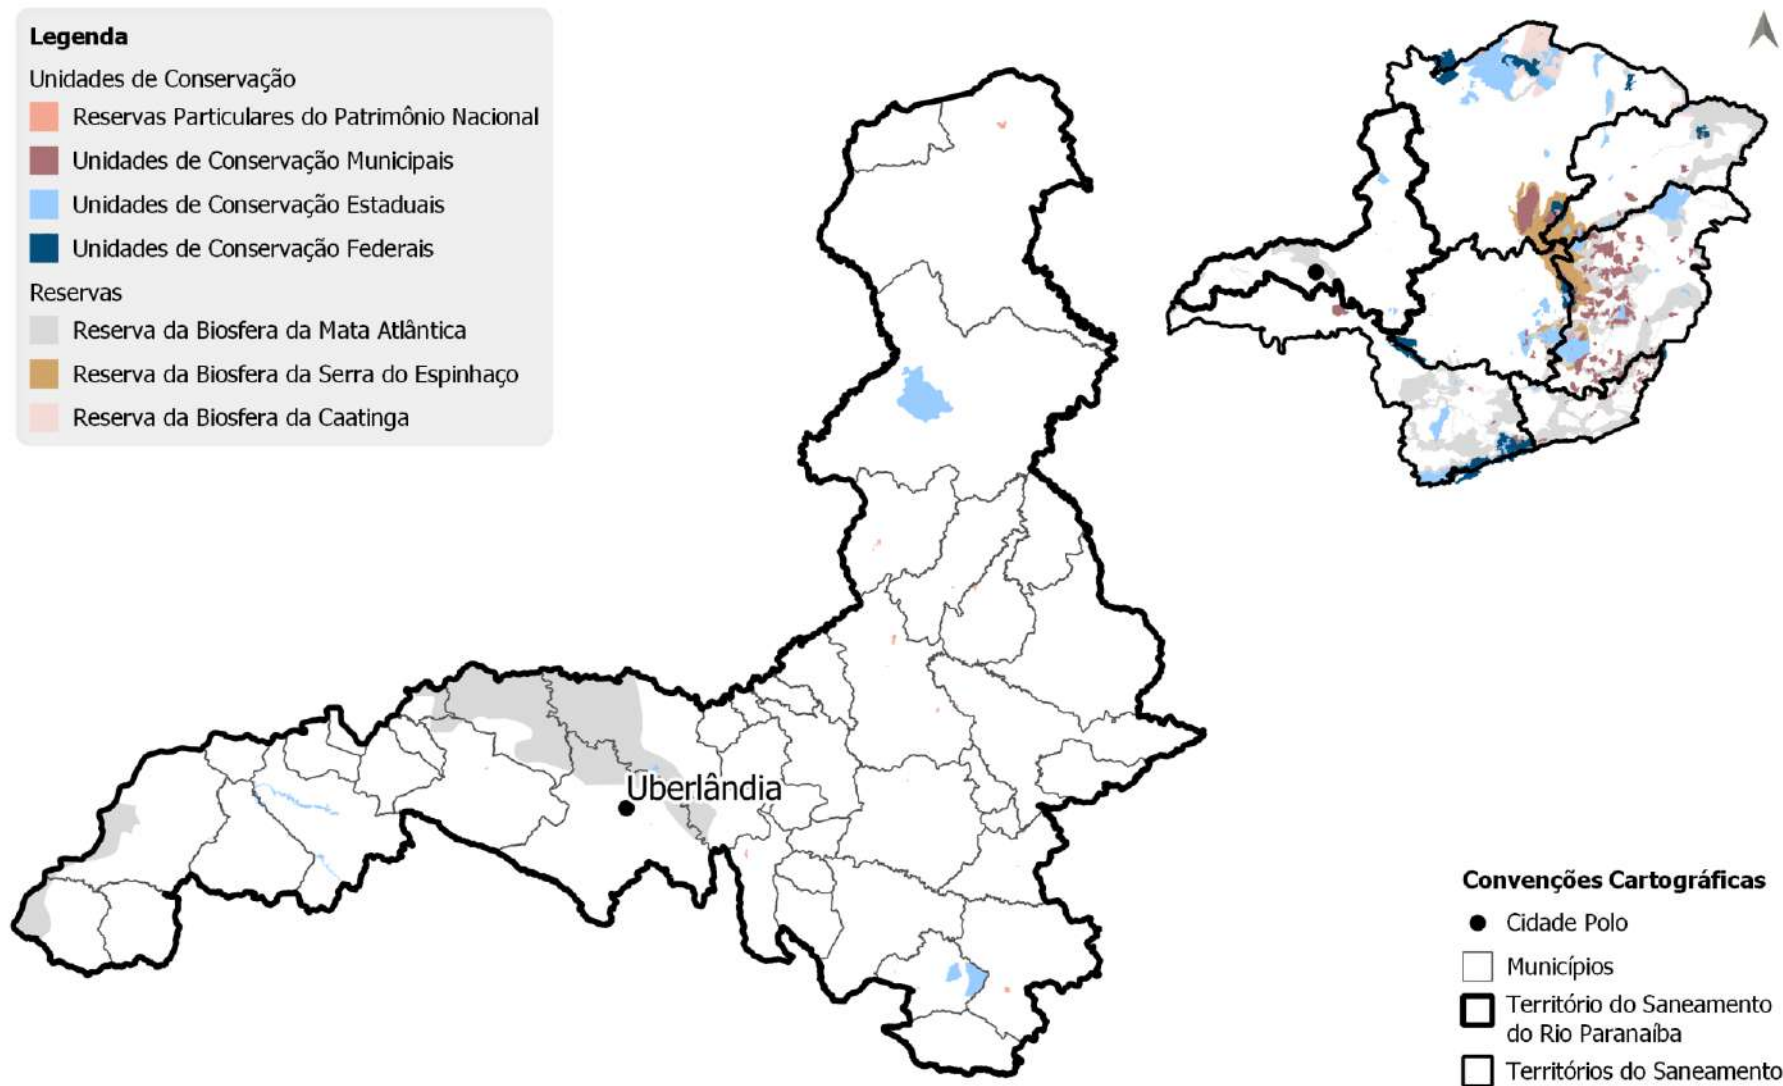 Legenda
Unidades de Conservação
Reservas Particulares do Patrimônio Nacional
Unidades de Conservação Municipais
Unidades de Conservação Estaduais
Unidades de Conservação Federais
Reservas
Reserva da Biosfera da Mata Atlântica
Reserva da Biosfera da Serra do Espinhaço
Reserva da Biosfera da Caatinga
Uberlândia
Convenções Cartográficas
Cidade Polo
Municípios
Território do Saneamento
do Rio Paranaíba
Territórios do Saneamento